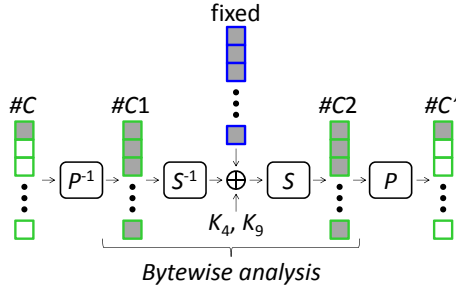 fixed
#C #C1 #C2 #C'
P-1 S-1 S P
K4, K9
Bytewise analysis